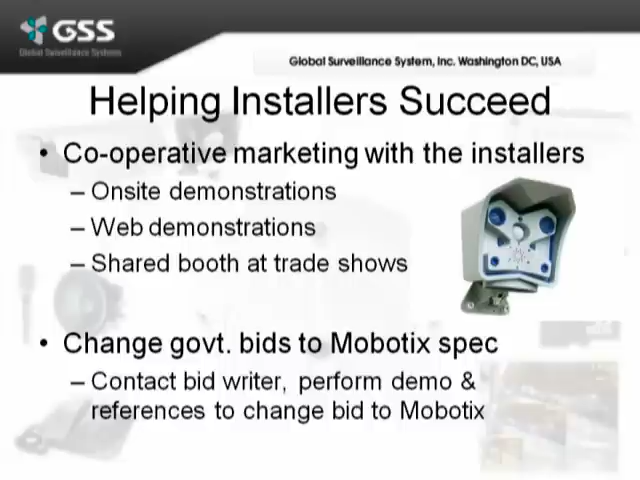 GSS
Global Surveillance Systems
Global Surveillance System, Inc. Washington DC, USA
Helping Installers Succeed
• Co-operative marketing with the installers
– Onsite demonstrations
– Web demonstrations
– Shared booth at trade shows
• Change govt. bids to Mobotix spec
– Contact bid writer, perform demo &
references to change bid to Mobotix